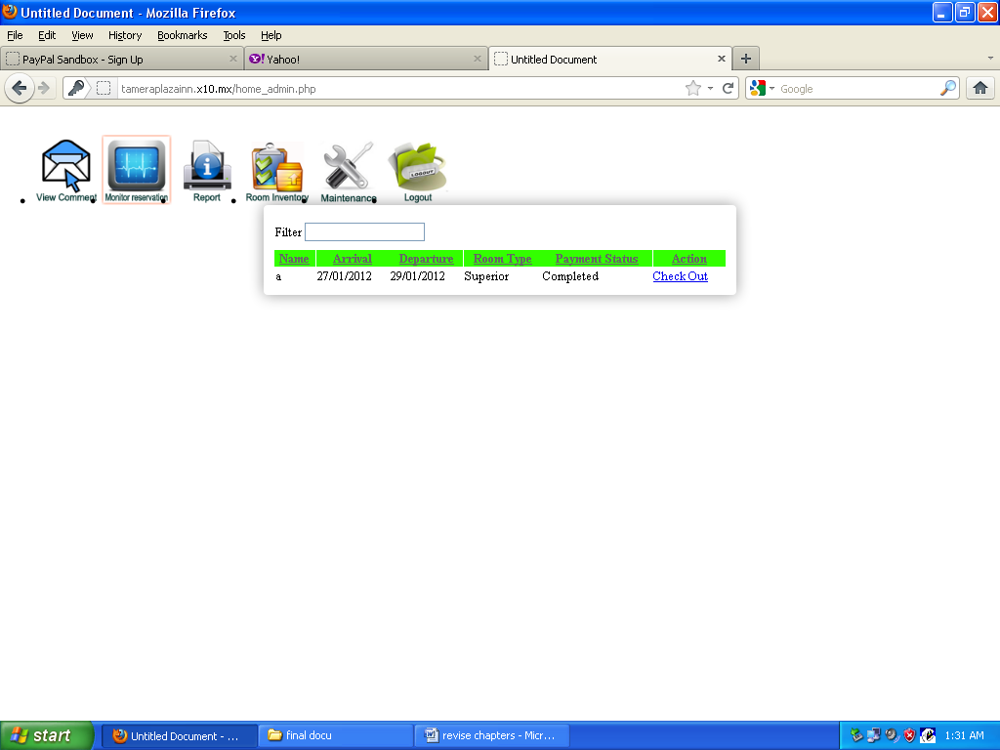 Untitled Document - Mozilla Firefox
File Edit View History Bookmarks Tools Help
PayPal Sandbox - Sign Up Yahoo! Untitled Document
tameraplazainn.x10.mx/home_admin.php Google
View Comment Monitor reservation Report Room Inventory Maintenance Logout
Filter
Name Arrival Departure Room Type Payment Status Action
a 27/01/2012 29/01/2012 Superior Completed Check Out
start Untitled Document - ... final docu revise chapters - Micr... 1:31 AM